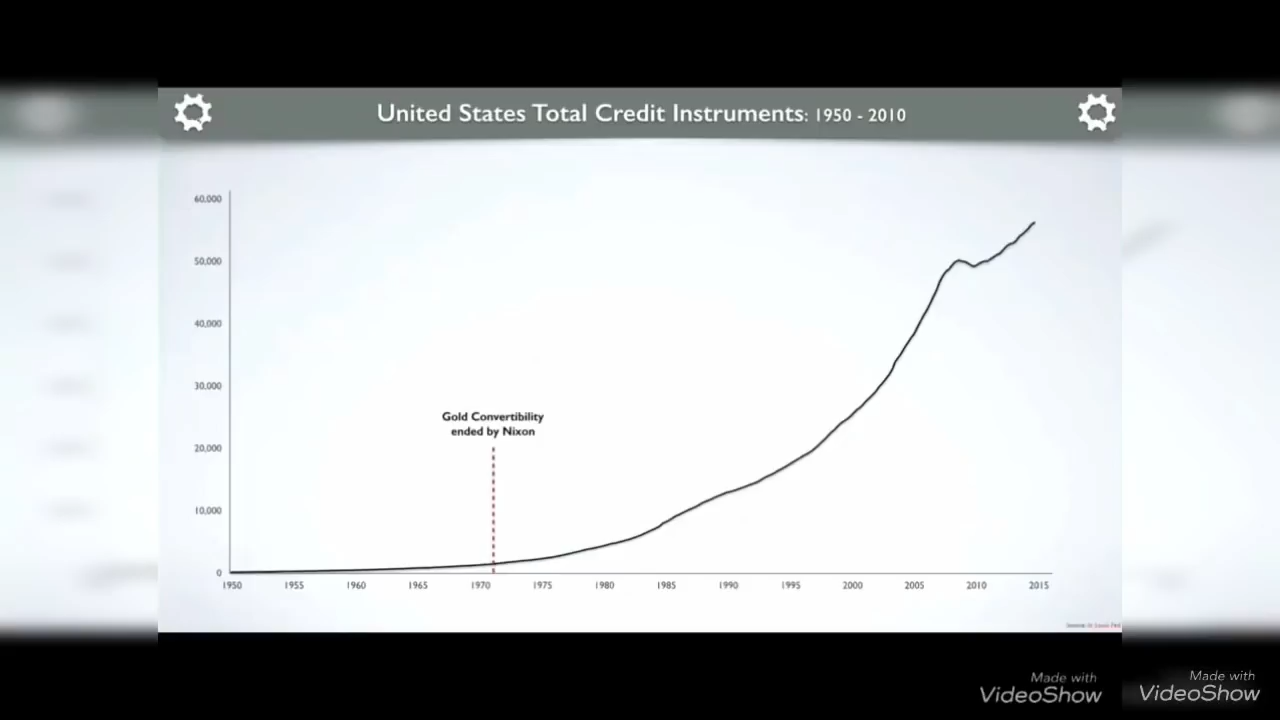 United States Total Credit Instruments: 1950 - 2010
60,000
50,000
40,000
30,000
20,000
10,000
0
Gold Convertibility
ended by Nixon
1950 1955 1960 1965 1970 1975 1980 1985 1990 1995 2000 2005 2010 2015
Made with
VideoShow
Made with
VideoShow